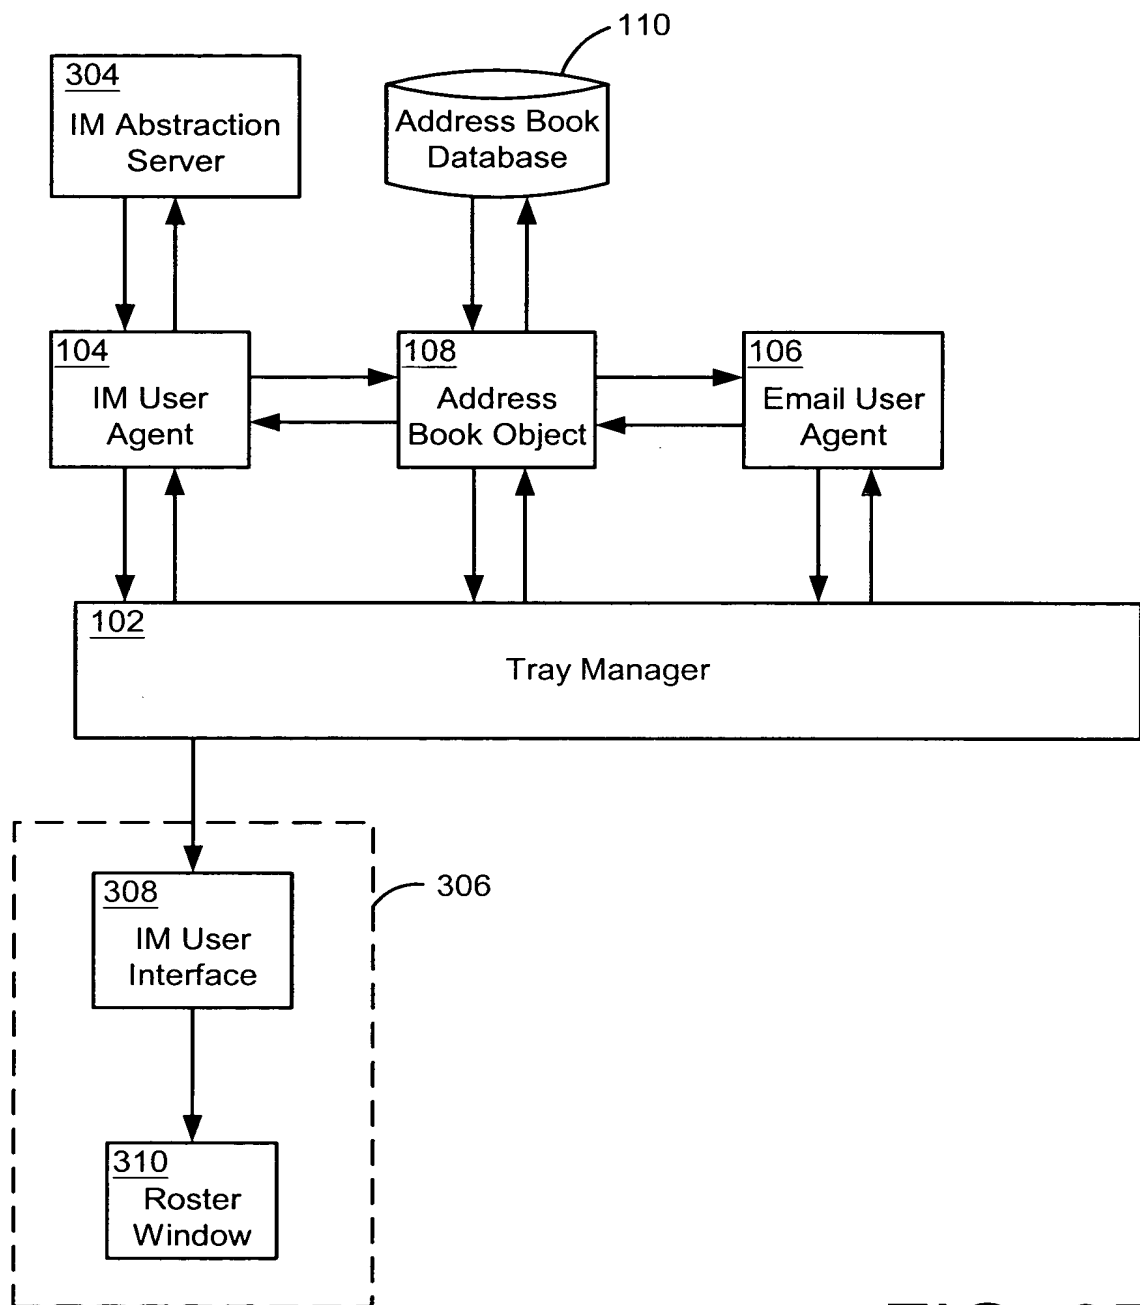 110
304
IM Abstraction
Server
Address Book
Database
104
IM User
Agent
108
Address
Book Object
106
Email User
Agent
102
Tray Manager
306
308
IM User
Interface
310
Roster
Window